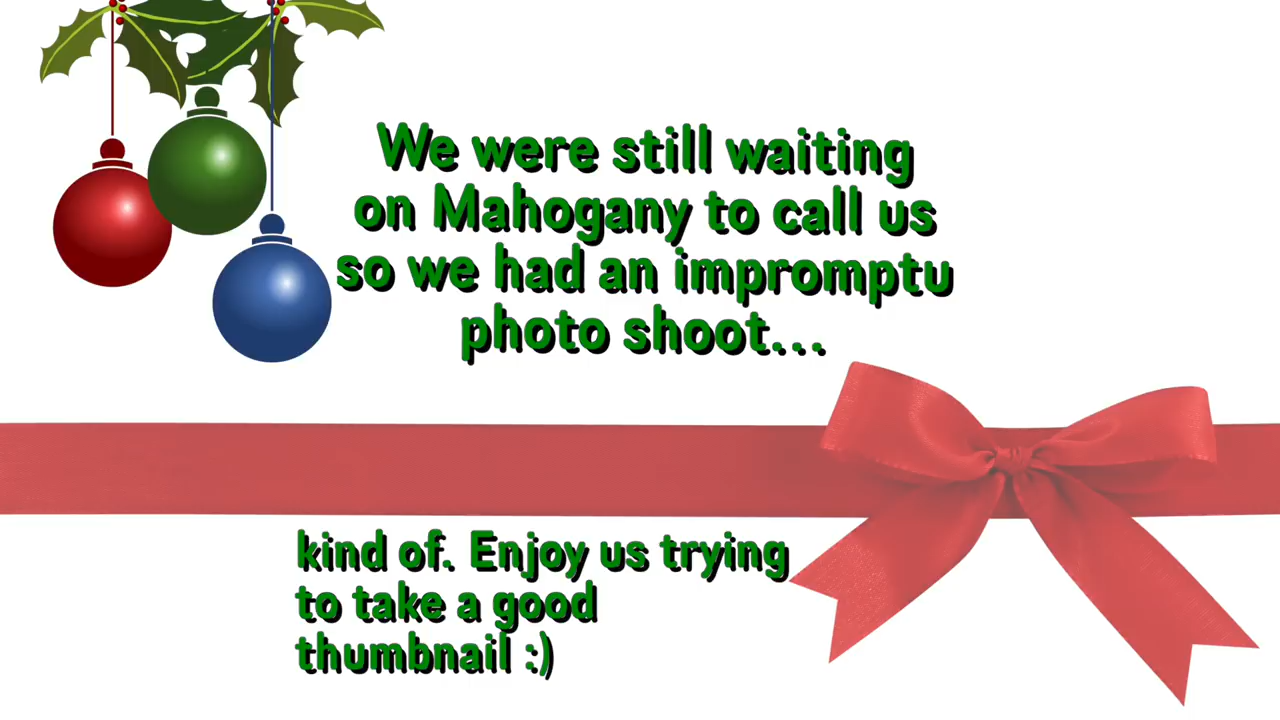 We were still waiting
on Mahogany to call us
so we had an impromptu
photo shoot...
kind of. Enjoy us trying
to take a good
thumbnail :)